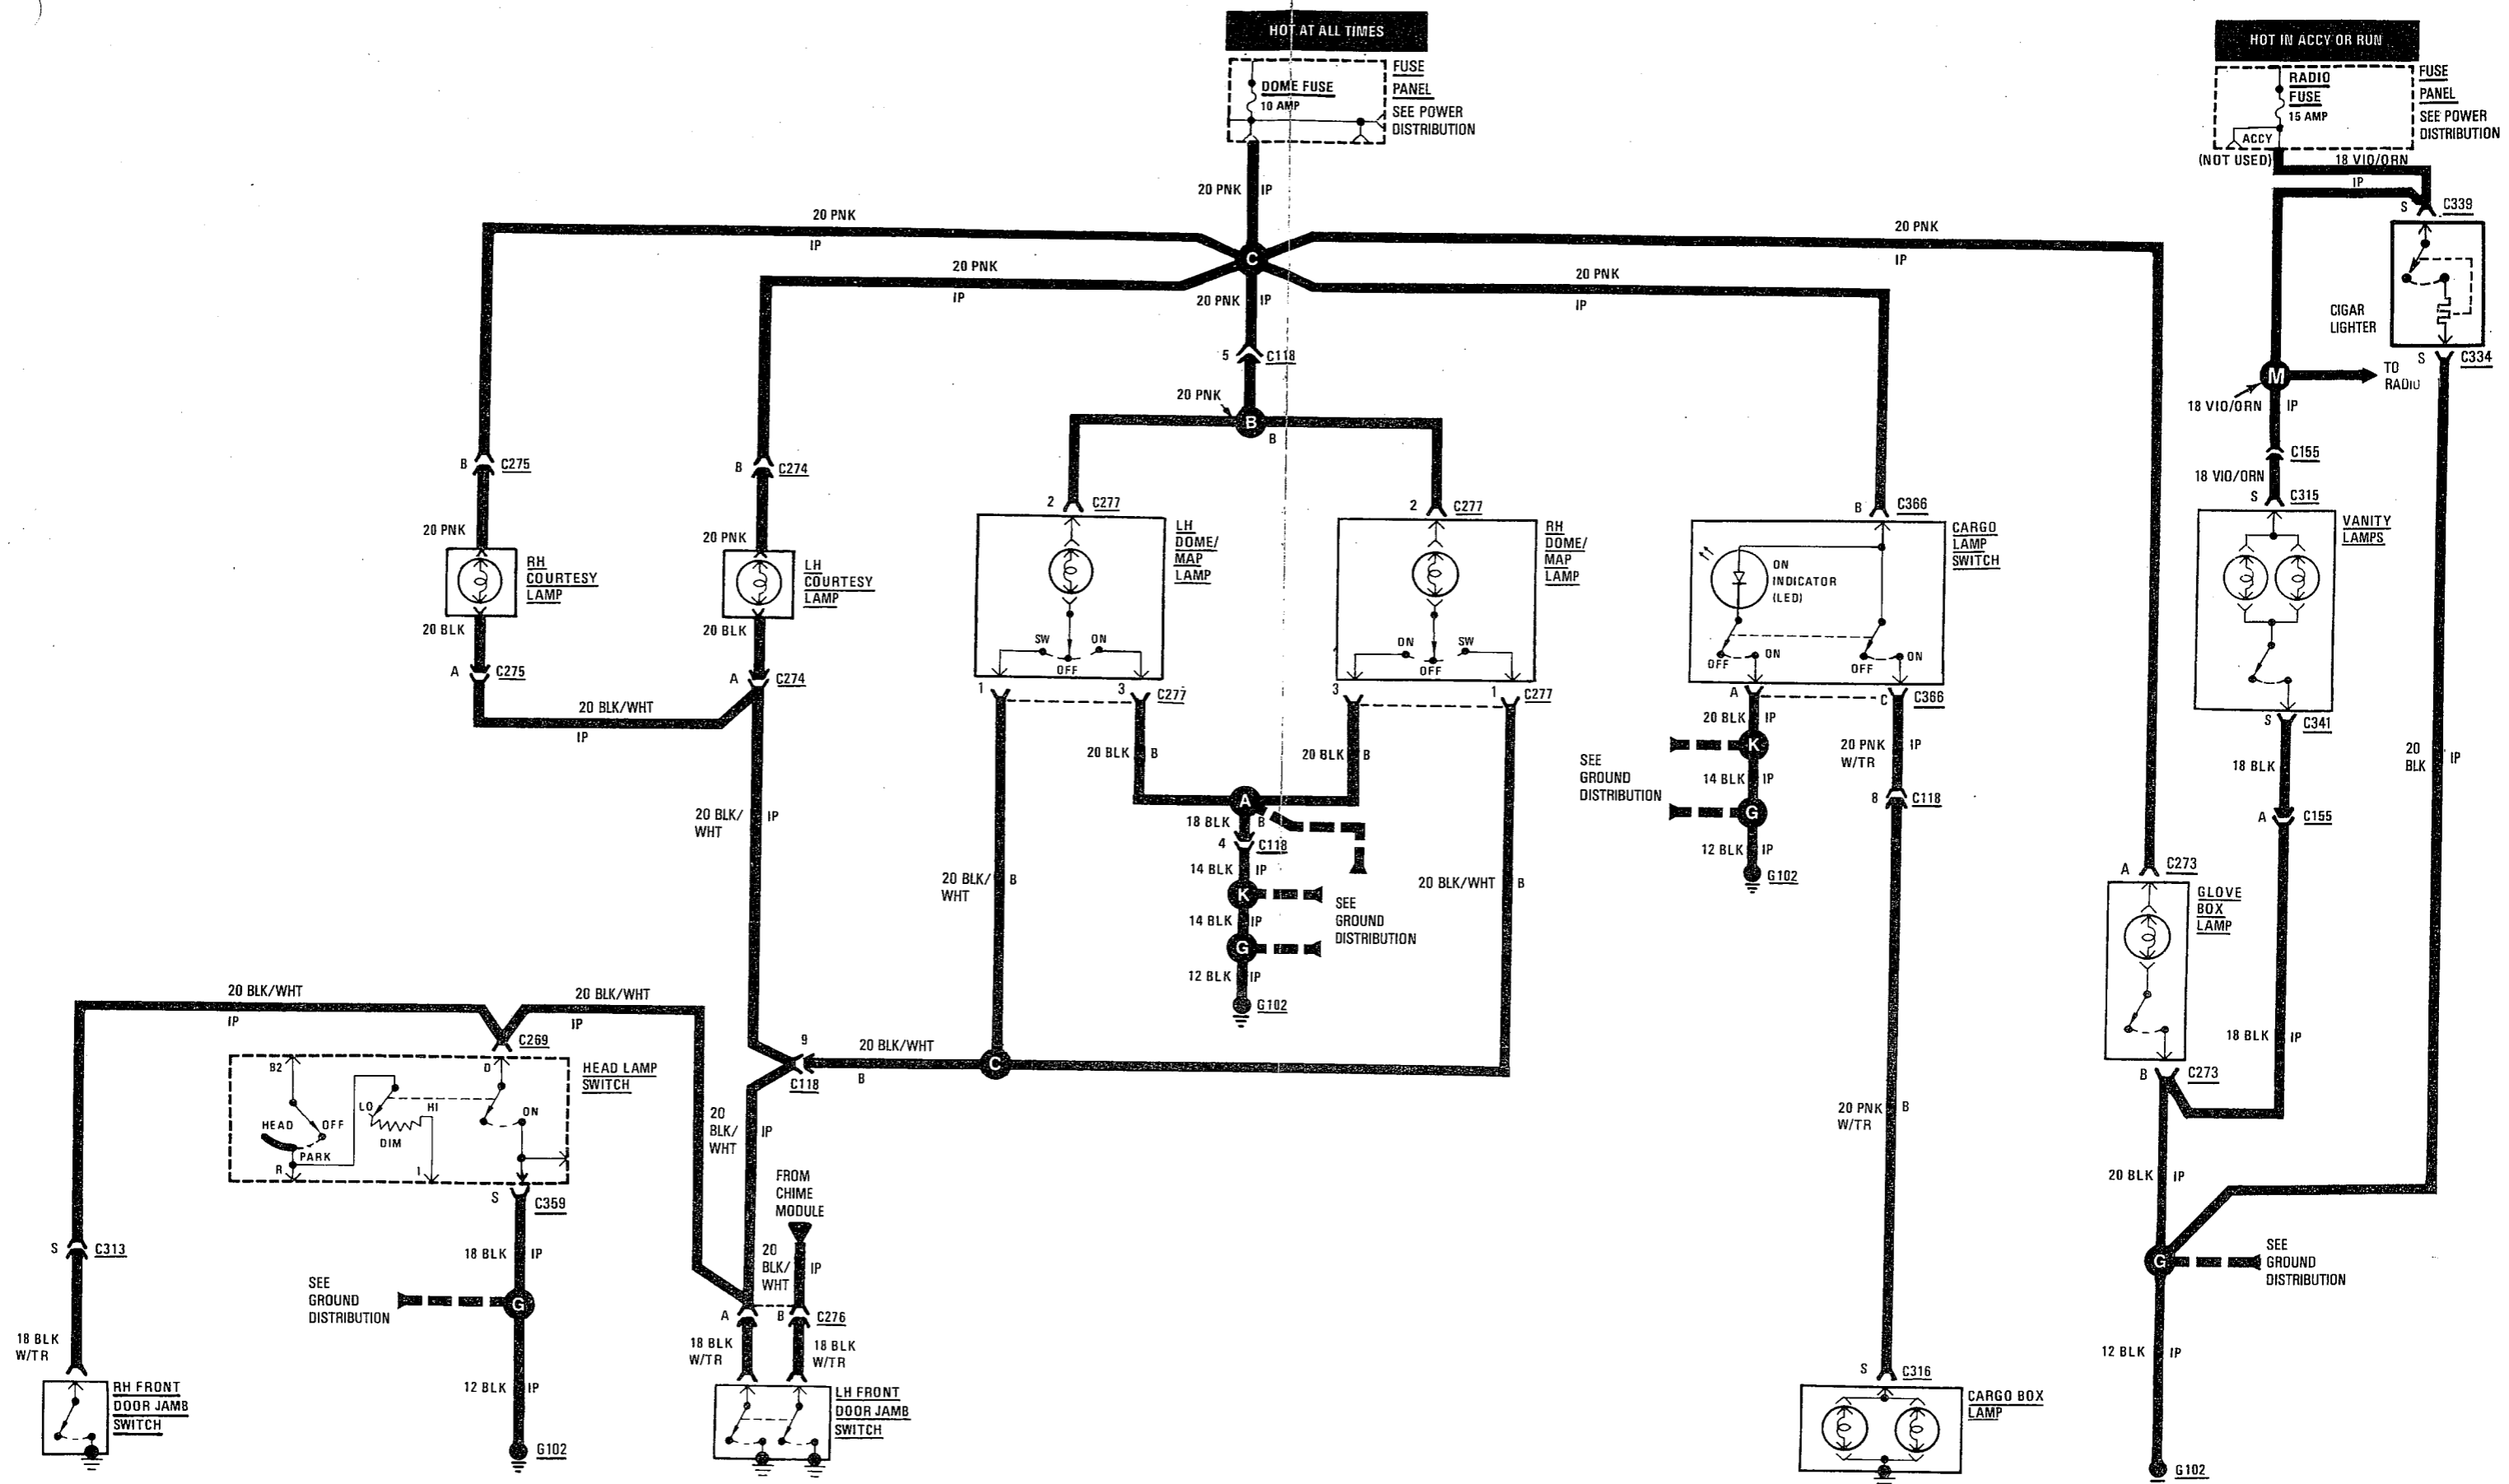 HOT AT ALL TIMES
DOME FUSE
10 AMP
FUSE
PANEL
SEE POWER
DISTRIBUTION
HOT IN ACCY OR RUN
RADIO
FUSE
15 AMP
ACCY
(NOT USED)
FUSE
PANEL
SEE POWER
DISTRIBUTION
18 VIO/ORN
IP
S
C339
CIGAR
LIGHTER
S
C334
M
TO
RADIO
18 VIO/ORN
IP
C155
18 VIO/ORN
S
C315
VANITY
LAMPS
S
C341
18 BLK
A
C155
20
BLK
IP
18 BLK
IP
20 PNK
IP
C
20 PNK
IP
20 PNK
IP
20 PNK
IP
20 PNK
IP
20 PNK
IP
5
C118
20 PNK
B
B
B
C275
20 PNK
RH
COURTESY
LAMP
20 BLK
A
C275
20 BLK/WHT
IP
B
C274
20 PNK
LH
COURTESY
LAMP
20 BLK
A
C274
20 BLK/
WHT
IP
2
C277
LH
DOME/
MAP
LAMP
SW
OFF
ON
1
3
C277
2
C277
RH
DOME/
MAP
LAMP
ON
OFF
SW
3
1
C277
20 BLK
B
20 BLK
B
A
18 BLK
B
4
C118
14 BLK
IP
K
14 BLK
IP
G
12 BLK
IP
G102
SEE
GROUND
DISTRIBUTION
20 BLK/
WHT
B
20 BLK/WHT
B
B
C366
CARGO
LAMP
SWITCH
ON
INDICATOR
(LED)
OFF
ON
OFF
ON
A
C
C366
20 BLK
IP
K
14 BLK
IP
G
12 BLK
IP
G102
SEE
GROUND
DISTRIBUTION
20 PNK
W/TR
IP
8
C118
20 PNK
W/TR
B
S
C316
CARGO BOX
LAMP
A
C273
GLOVE
BOX
LAMP
B
C273
20 BLK
IP
G
SEE
GROUND
DISTRIBUTION
12 BLK
IP
G102
20 BLK/WHT
IP
20 BLK/WHT
IP
C269
HEAD LAMP
SWITCH
B2
D
HEAD
OFF
PARK
R
LO
HI
DIM
I
ON
S
C359
18 BLK
IP
G
SEE
GROUND
DISTRIBUTION
12 BLK
IP
G102
S
C313
18 BLK
W/TR
RH FRONT
DOOR JAMB
SWITCH
9
C118
20 BLK/WHT
B
C
20
BLK/
WHT
IP
FROM
CHIME
MODULE
20
BLK/
WHT
IP
A
B
C276
18 BLK
W/TR
18 BLK
W/TR
LH FRONT
DOOR JAMB
SWITCH